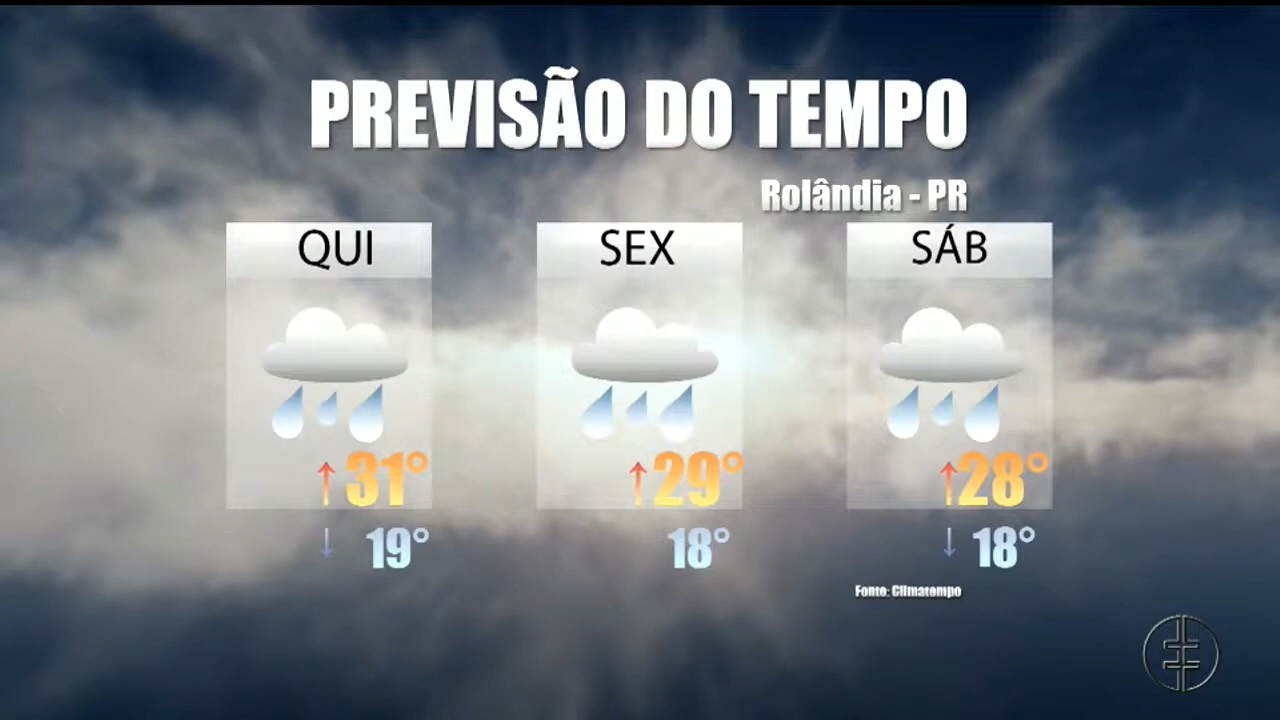 PREVISÃO DO TEMPO
Rolândia - PR
QUI
SEX
SÁB
↑ 31°
↑ 29°
↑ 28°
↓ 19°
18°
↓ 18°
Fonte: Climatempo